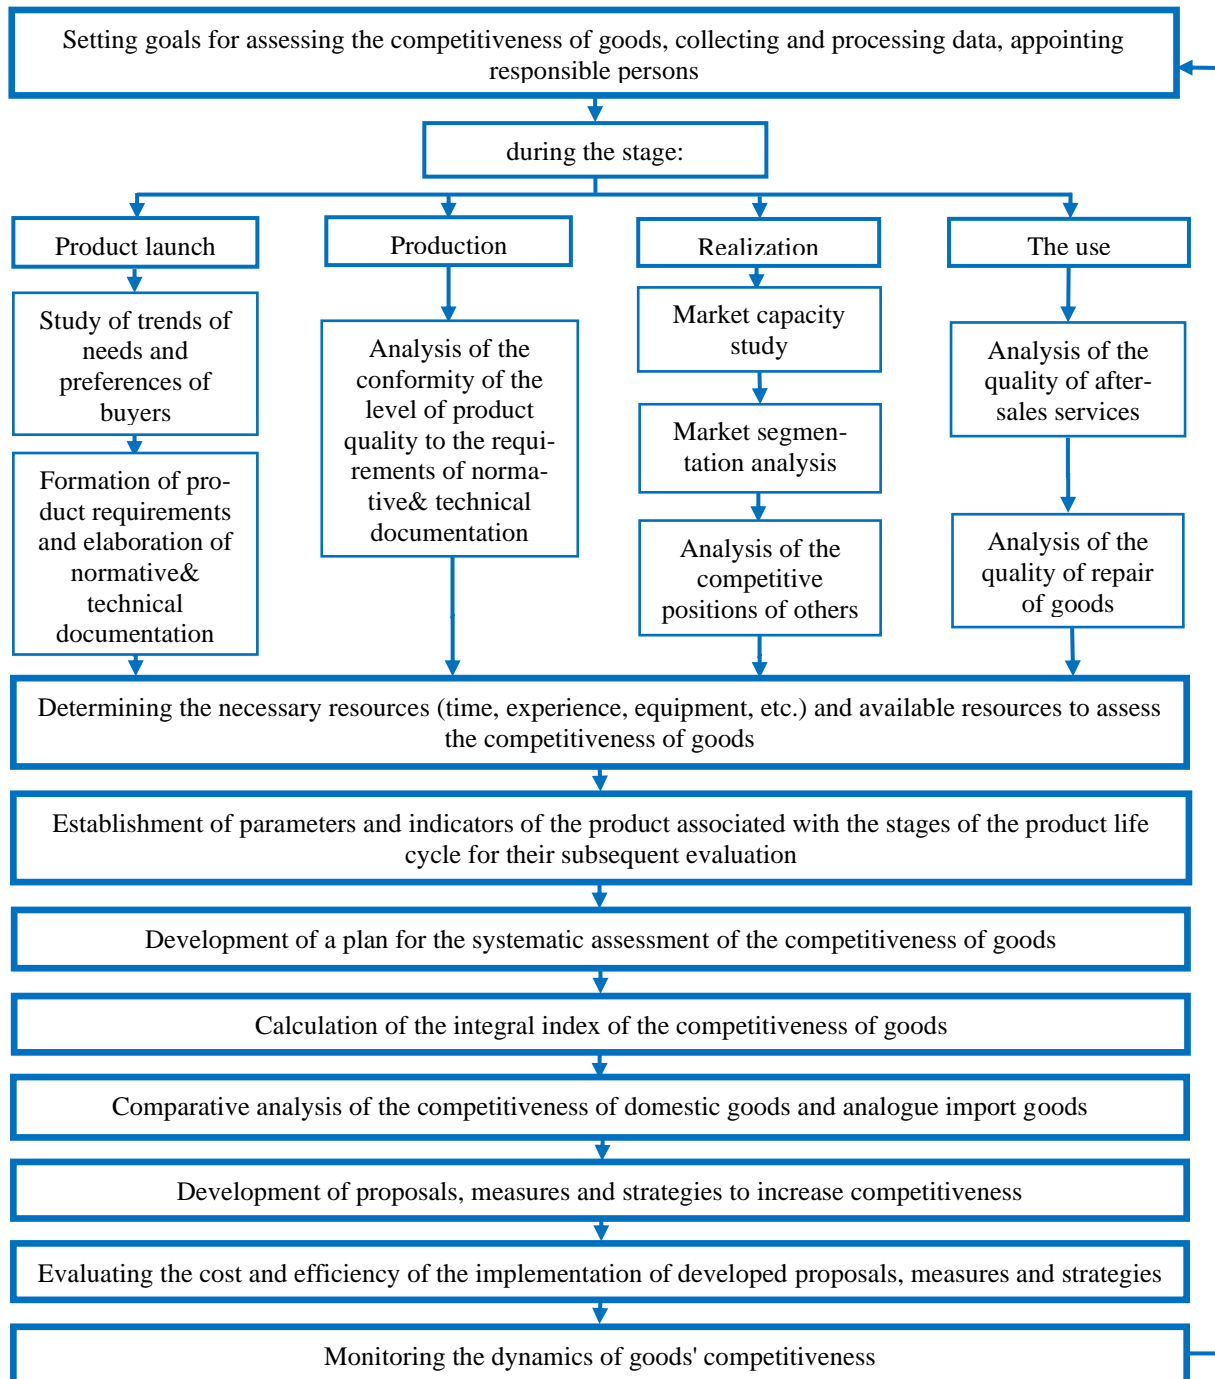 Setting goals for assessing the competitiveness of goods, collecting and processing data, appointing
responsible persons
during the stage:
Product launch
Production
Realization
The use
Study of trends of
needs and
preferences of
buyers
Formation of pro-
duct requirements
and elaboration of
normative&
technical
documentation
Analysis of the
conformity of the
level of product
quality to the requi-
rements of norma-
tive& technical
documentation
Market capacity
study
Market segmen-
tation analysis
Analysis of the
competitive
positions of others
Analysis of the
quality of after-
sales services
Analysis of the
quality of repair
of goods
Determining the necessary resources (time, experience, equipment, etc.) and available resources to assess
the competitiveness of goods
Establishment of parameters and indicators of the product associated with the stages of the product life
cycle for their subsequent evaluation
Development of a plan for the systematic assessment of the competitiveness of goods
Calculation of the integral index of the competitiveness of goods
Comparative analysis of the competitiveness of domestic goods and analogue import goods
Development of proposals, measures and strategies to increase competitiveness
Evaluating the cost and efficiency of the implementation of developed proposals, measures and strategies
Monitoring the dynamics of goods' competitiveness